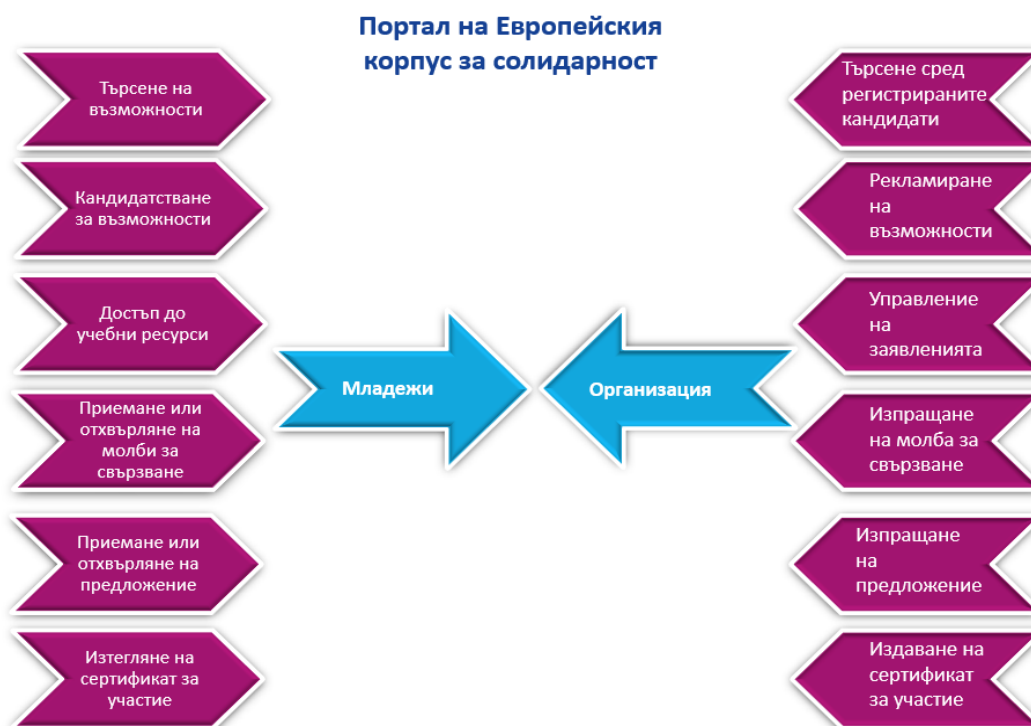 Портал на Европейския
корпус за солидарност
Търсене на
възможности
Кандидатстване
за възможности
Достъп до
учебни ресурси
Приемане или
отхвърляне на
молби за
свързване
Приемане или
отхвърляне на
предложение
Изтегляне на
сертификат за
участие
Младежи
Организация
Търсене сред
регистрираните
кандидати
Рекламиране
на
възможности
Управление
на
заявленията
Изпращане
на молба за
свързване
Изпращане
на
предложение
Издаване на
сертификат
за участие